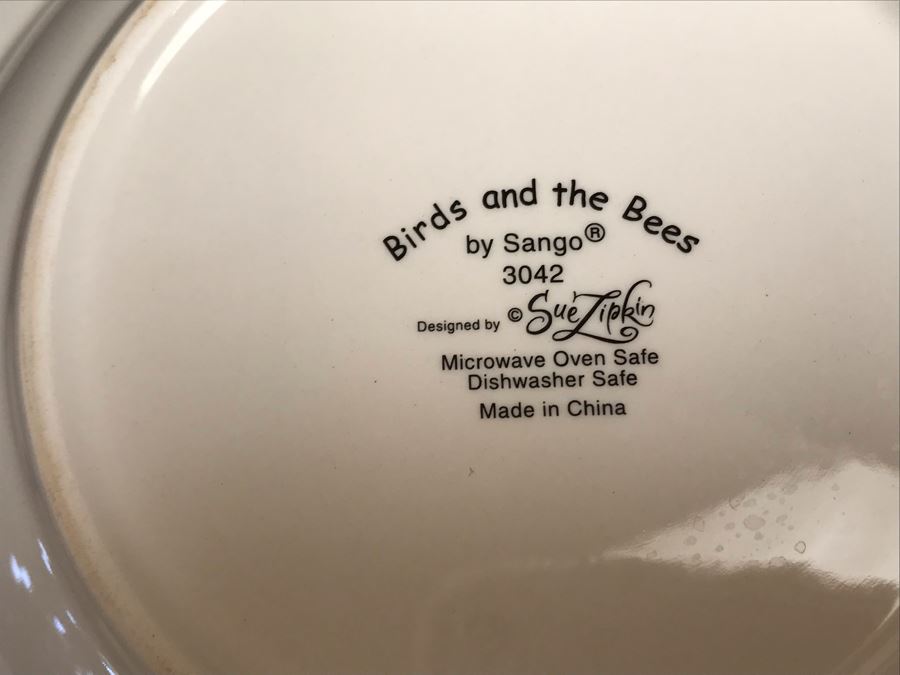 Birds and the Bees
by Sango®
3042
Designed by © Sue Zipkin
Microwave Oven Safe
Dishwasher Safe
Made in China